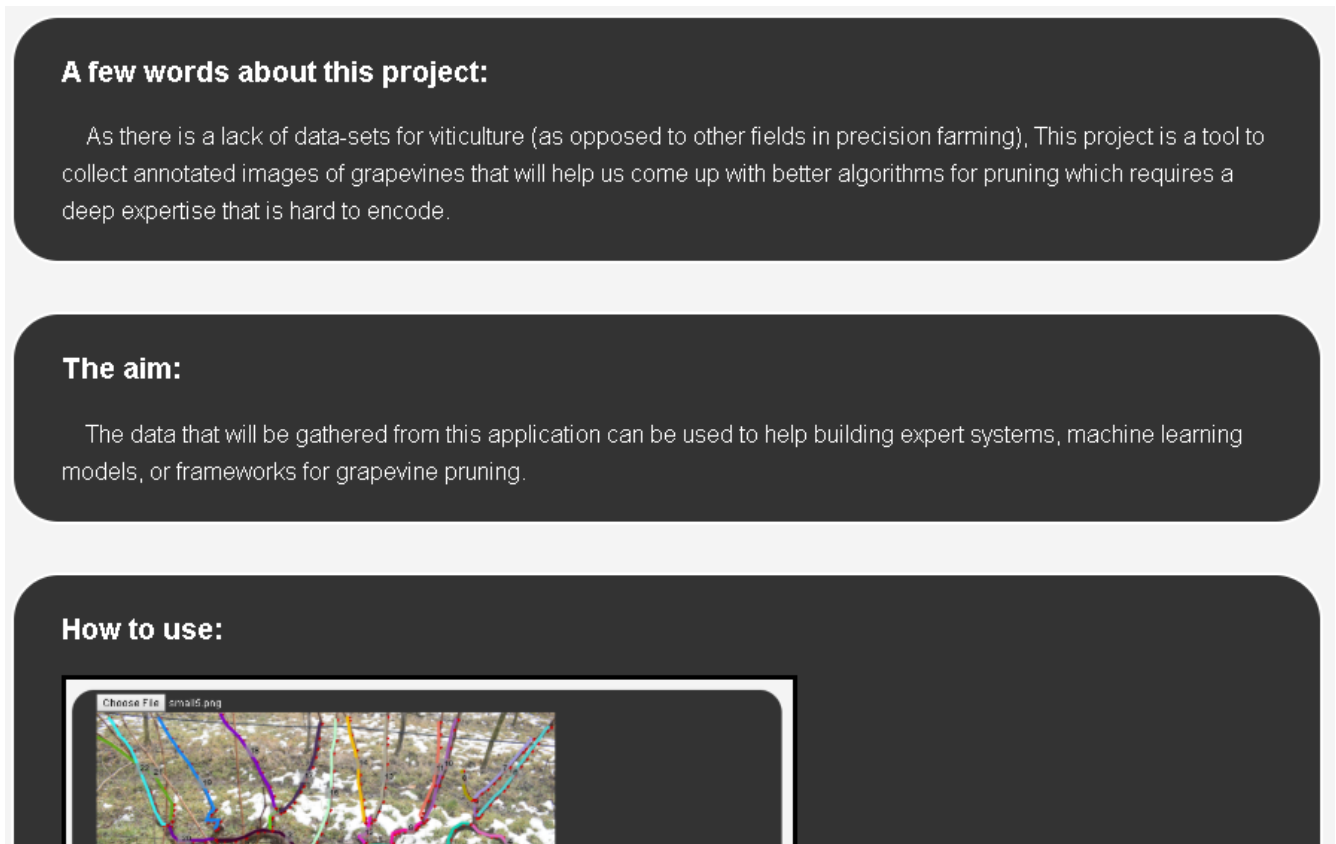 A few words about this project:
As there is a lack of data-sets for viticulture (as opposed to other fields in precision farming), This project is a tool to
collect annotated images of grapevines that will help us come up with better algorithms for pruning which requires a
deep expertise that is hard to encode.
The aim:
The data that will be gathered from this application can be used to help building expert systems, machine learning
models, or frameworks for grapevine pruning.
How to use:
Choose File small5.png